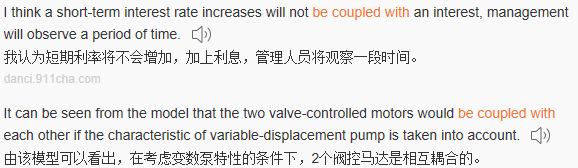 I think a short-term interest rate increases will not be coupled with an interest, management
will observe a period of time.
我认为短期利率将不会增加，加上利息，管理人员将观察一段时间。
danci.911cha.com
It can be seen from the model that the two valve-controlled motors would be coupled with
each other if the characteristic of variable-displacement pump is taken into account.
由该模型可以看出，在考虑变数泵特性的条件下，2个阀控马达是相互耦合的。